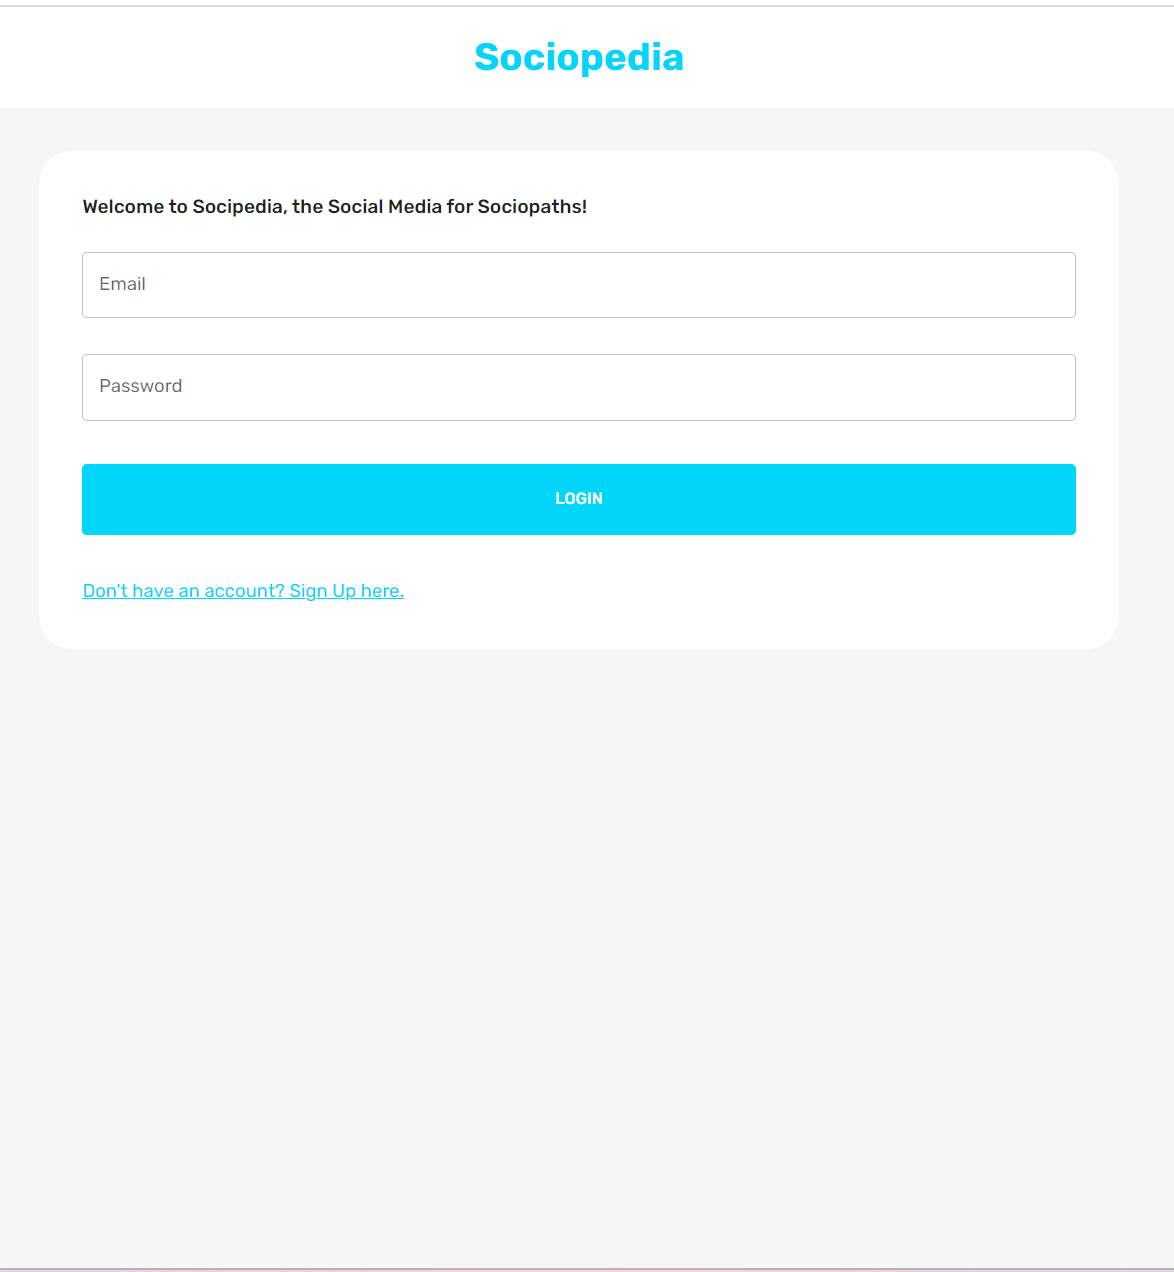 Sociopedia
Welcome to Socipedia, the Social Media for Sociopaths!
Email
Password
LOGIN
Don't have an account? Sign Up here.